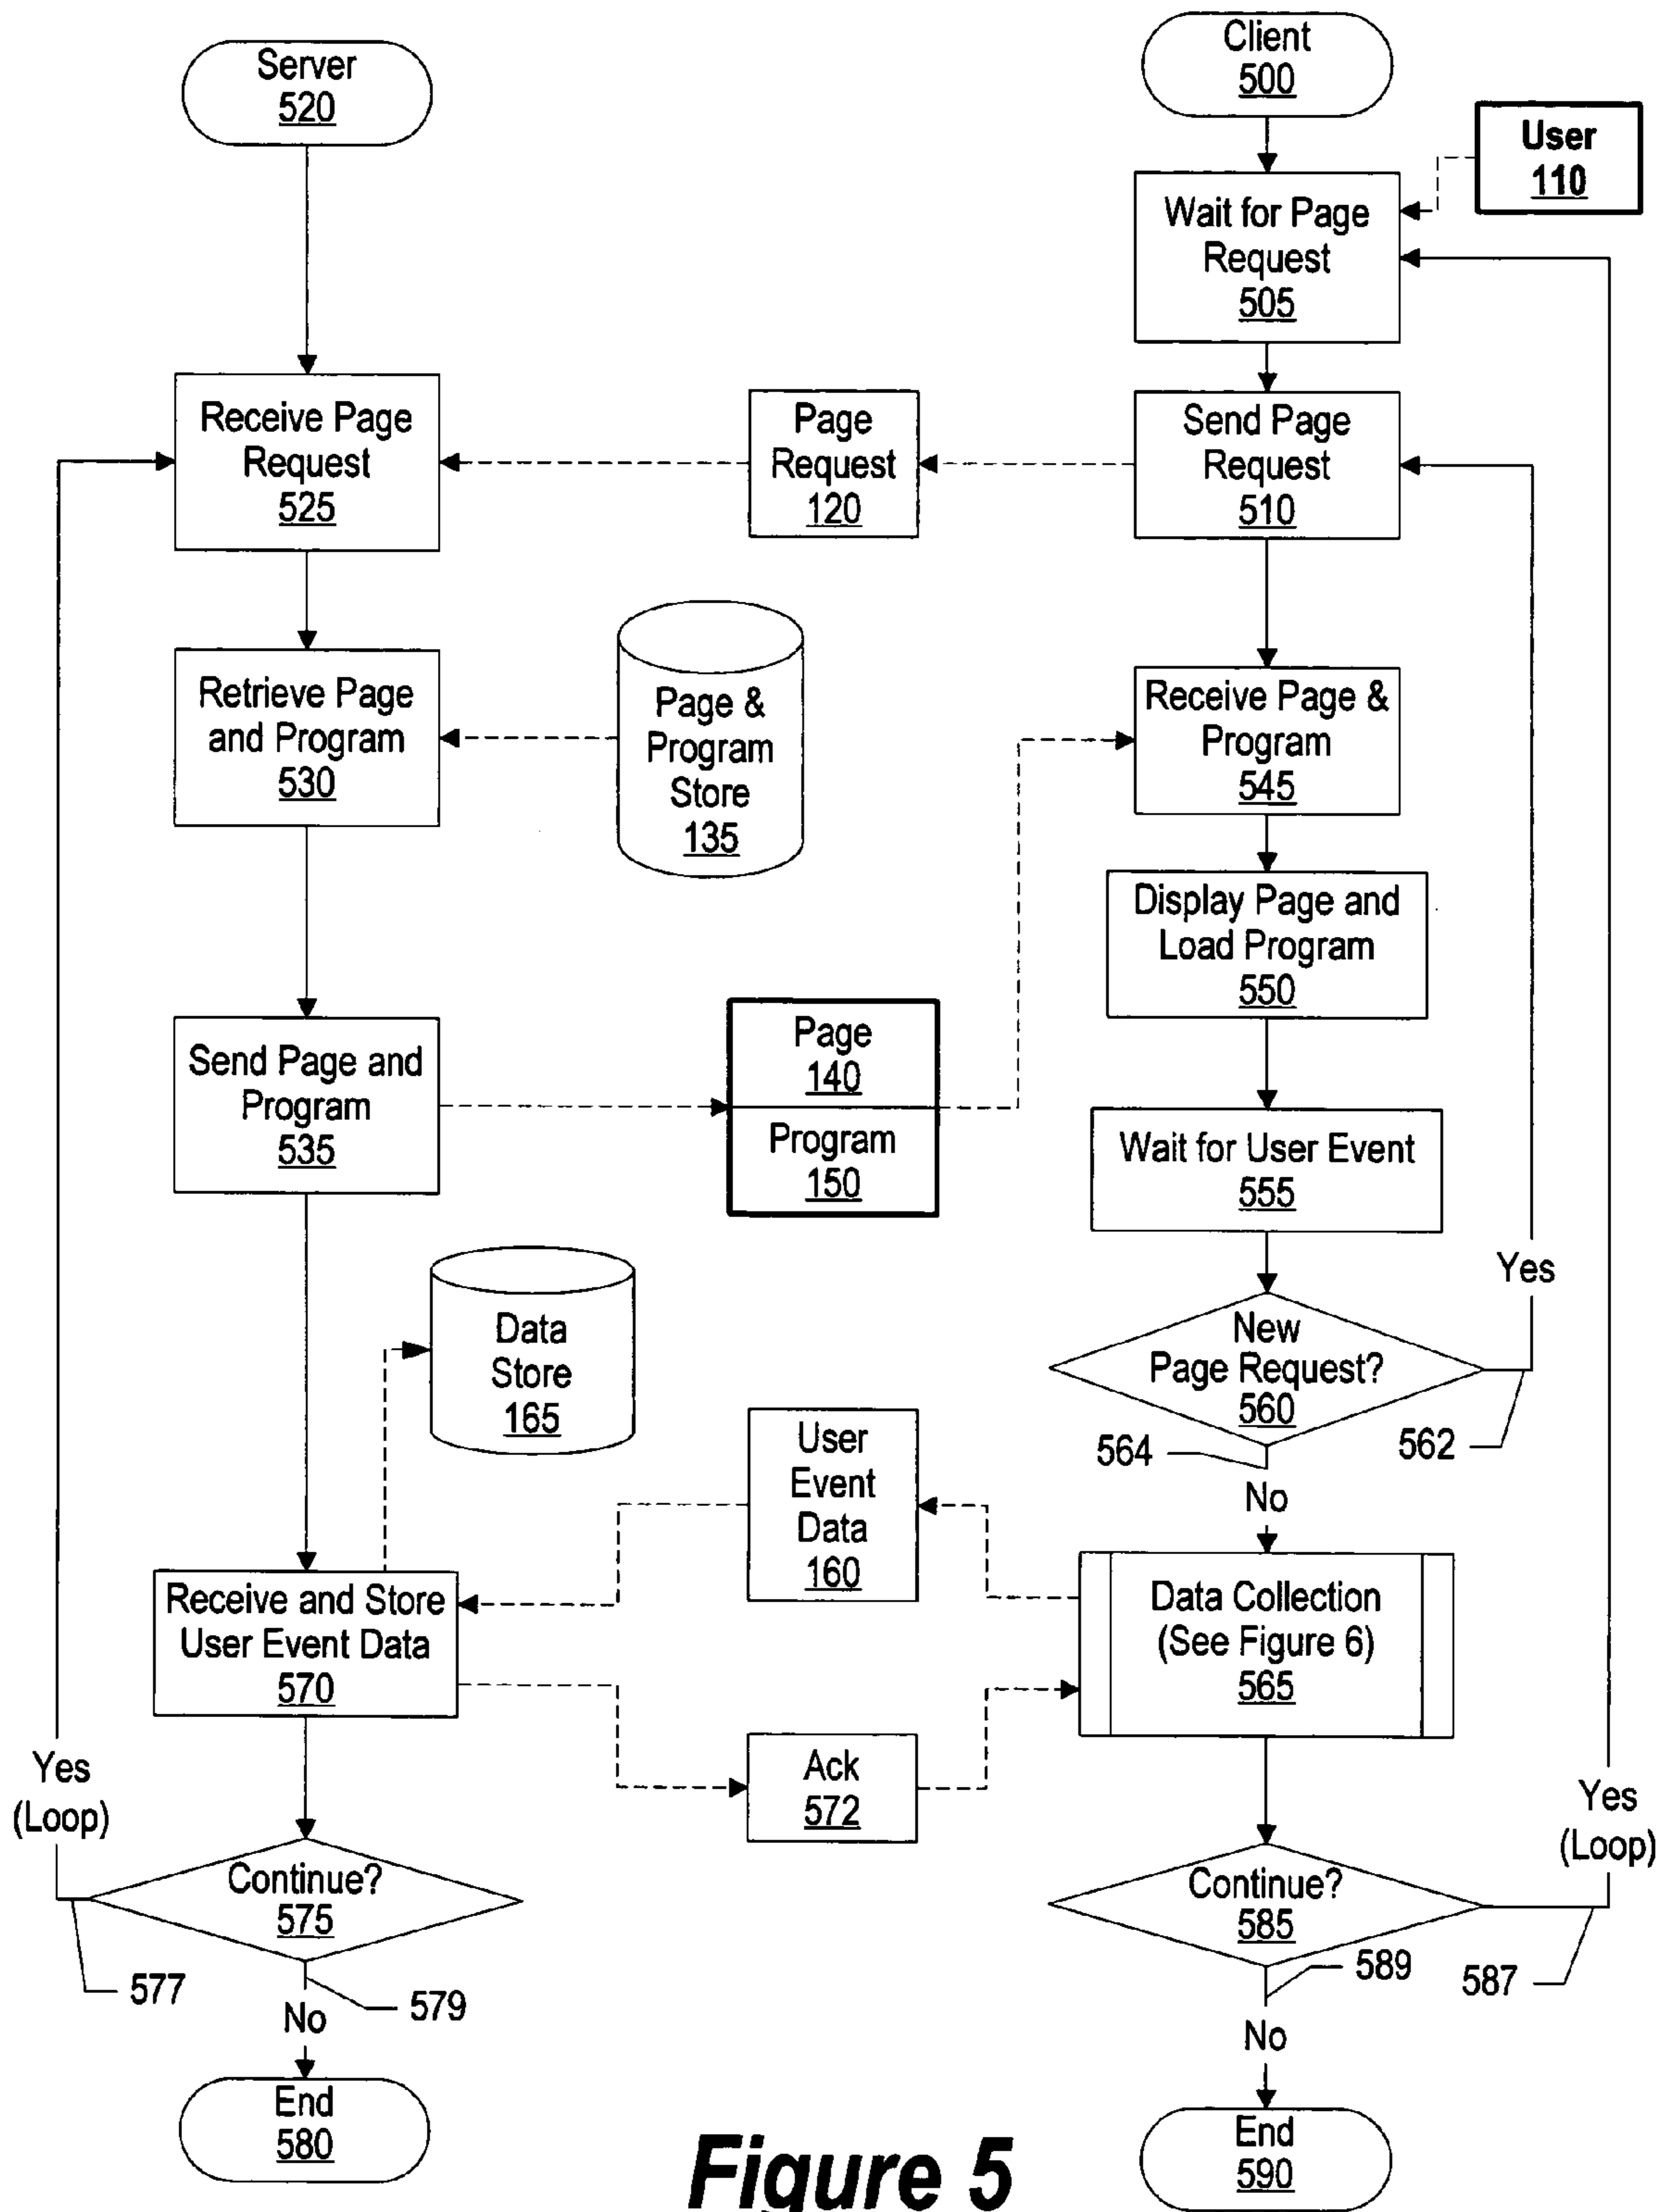 Server
520
Client
500
User
110
Wait for Page
Request
505
Receive Page
Request
525
Page
Request
120
Send Page
Request
510
Retrieve Page
and Program
530
Page &
Program
Store
135
Receive Page &
Program
545
Display Page and
Load Program
550
Send Page and
Program
535
Page
140
Program
150
Wait for User Event
555
Yes
Data
Store
165
New
Page Request?
560
564
562
No
User
Event
Data
160
Receive and Store
User Event Data
570
Data Collection
(See Figure 6)
565
Ack
572
Yes
(Loop)
Yes
(Loop)
Continue?
575
Continue?
585
577
579
No
589
587
No
End
580
End
590
Figure 5